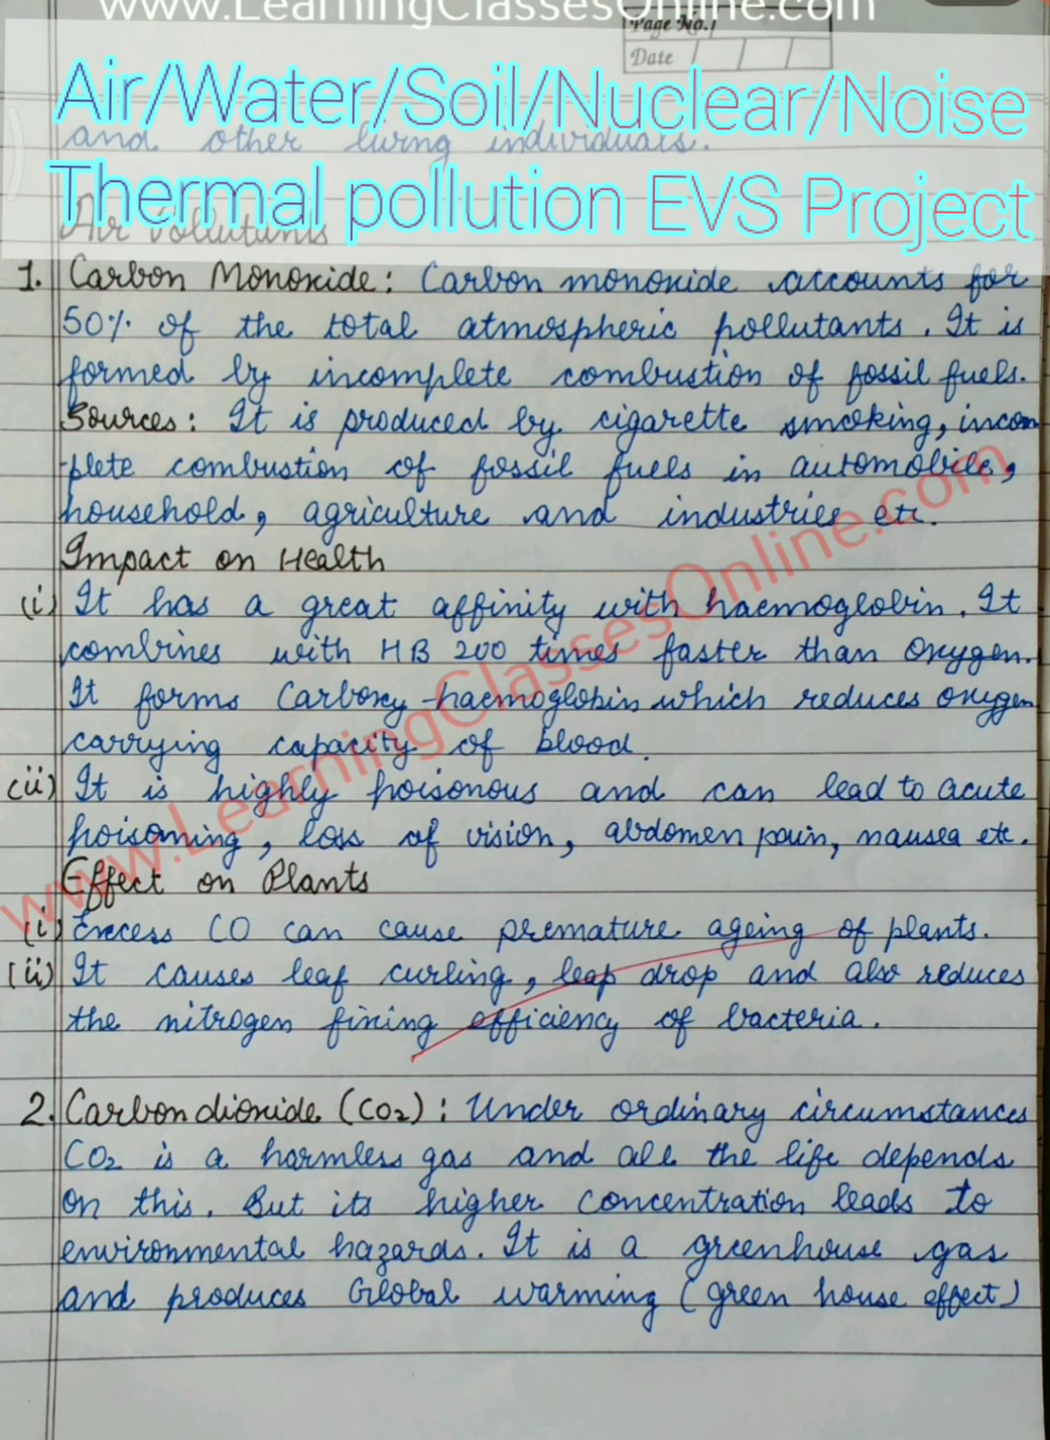 www.LearningClassesOnline.com
Page No.
Date
Air/Water/Soil/Nuclear/Noise
and other living individuals.
Thermal pollution EVS Project
Air Pollutants
1. Carbon Monoxide: Carbon monoxide accounts for
50% of the total atmospheric pollutants. It is
formed by incomplete combustion of fossil fuels.
Sources: It is produced by cigarette smoking, incom
-plete combustion of fossil fuels in automobile,
household, agriculture and industries etc.
Impact on Health
(i) It has a great affinity with haemoglobin. It
combines with HB 200 times faster than oxygen.
It forms Carboxy-haemoglobin which reduces oxygen
carrying capacity of blood.
(ii) It is highly poisonous and can lead to acute
poisoning, loss of vision, abdomen pain, nausea etc.
Effect on Plants
(i) Excess CO can cause premature ageing of plants.
(ii) It causes leaf curling, leap drop and also reduces
the nitrogen fixing efficiency of bacteria.
2. Carbondioxide (CO2): Under ordinary circumstances
CO2 is a harmless gas and all the life depends
on this. But its higher concentration leads to
environmental hazards. It is a greenhouse gas
and produces Global warming (green house effect)
www.LearningClassesOnline.com